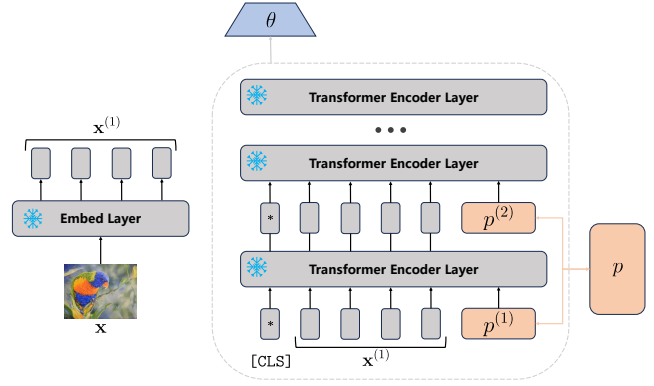 θ
Transformer Encoder Layer
•••
Transformer Encoder Layer
x^(1)
Embed Layer
x
* p^(2)
Transformer Encoder Layer
* p^(1)
[CLS] x^(1)
p